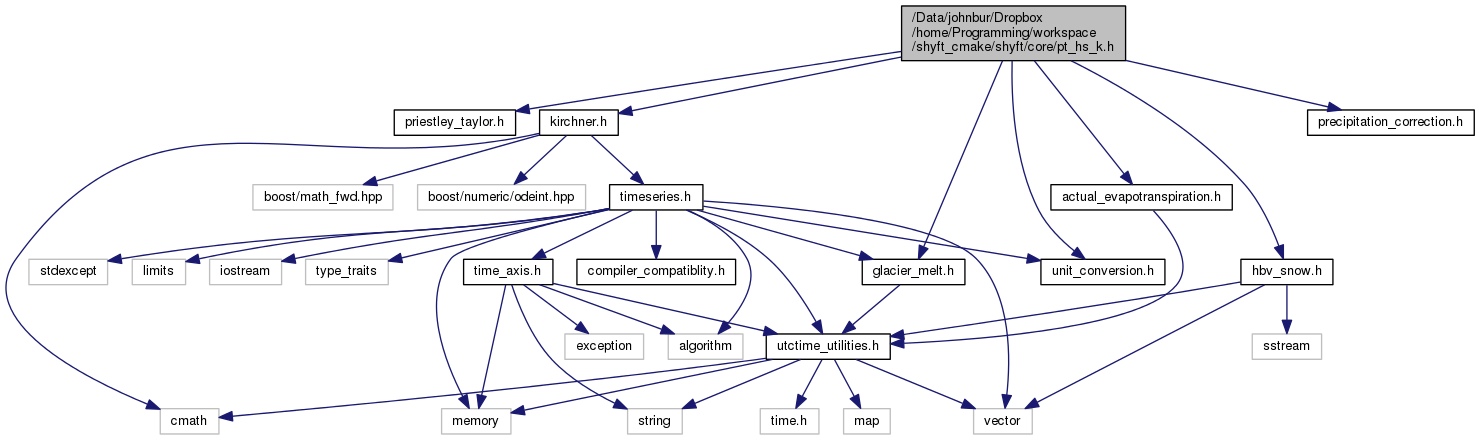 /Data/johnbur/Dropbox
/home/Programming/workspace
/shyft_cmake/shyft/core/pt_hs_k.h
priestley_taylor.h
kirchner.h
precipitation_correction.h
boost/math_fwd.hpp
boost/numeric/odeint.hpp
timeseries.h
actual_evapotranspiration.h
stdexcept
limits
iostream
type_traits
time_axis.h
compiler_compatiblity.h
glacier_melt.h
unit_conversion.h
hbv_snow.h
exception
algorithm
utctime_utilities.h
sstream
cmath
memory
string
time.h
map
vector